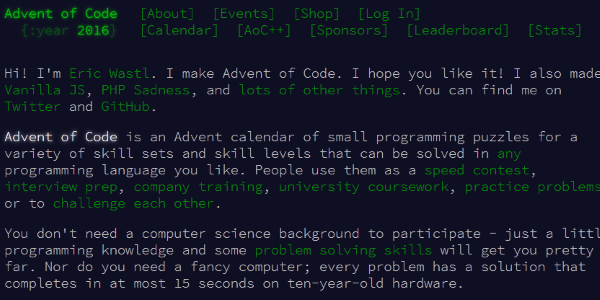 Advent of Code [About] [Events] [Shop] [Log In]
{:year 2016} [Calendar] [AoC++] [Sponsors] [Leaderboard] [Stats]
Hi! I'm Eric Wastl. I make Advent of Code. I hope you like it! I also made
Vanilla JS, PHP Sadness, and lots of other things. You can find me on
Twitter and GitHub.
Advent of Code is an Advent calendar of small programming puzzles for a
variety of skill sets and skill levels that can be solved in any
programming language you like. People use them as a speed contest,
interview prep, company training, university coursework, practice problems
or to challenge each other.
You don't need a computer science background to participate - just a littl
programming knowledge and some problem solving skills will get you pretty
far. Nor do you need a fancy computer; every problem has a solution that
completes in at most 15 seconds on ten-year-old hardware.